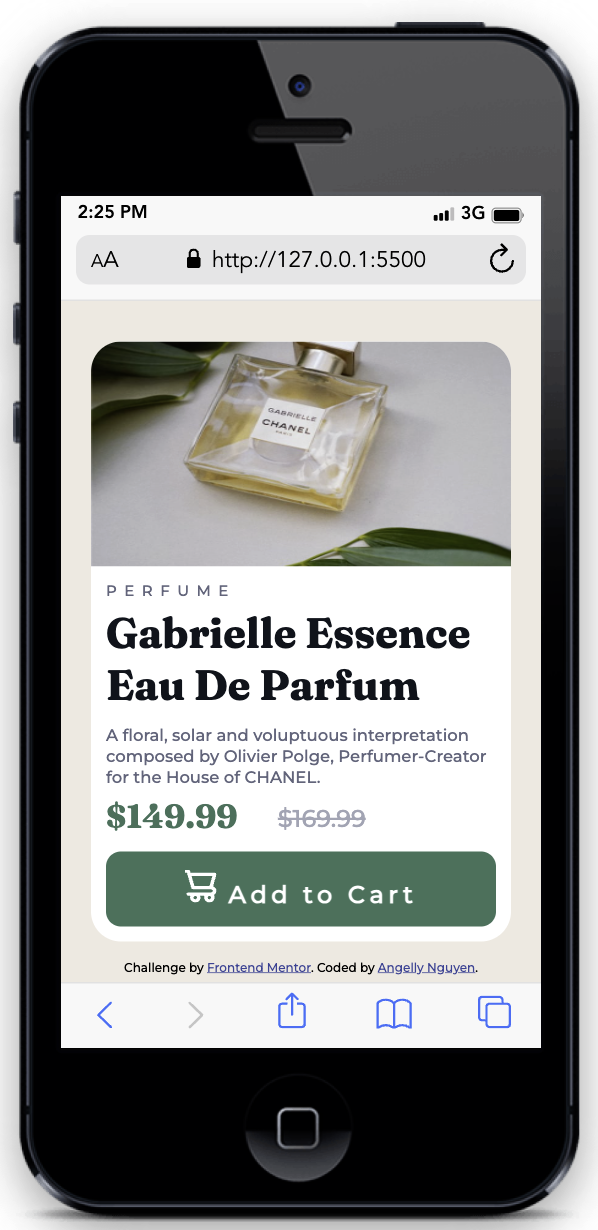 2:25 PM 3G
AA http://127.0.0.1:5500
GABRIELLE
CHANEL
PARIS
PERFUME
Gabrielle Essence
Eau De Parfum
A floral, solar and voluptuous interpretation
composed by Olivier Polge, Perfumer-Creator
for the House of CHANEL.
$149.99 $169.99
Add to Cart
Challenge by Frontend Mentor. Coded by Angelly Nguyen.